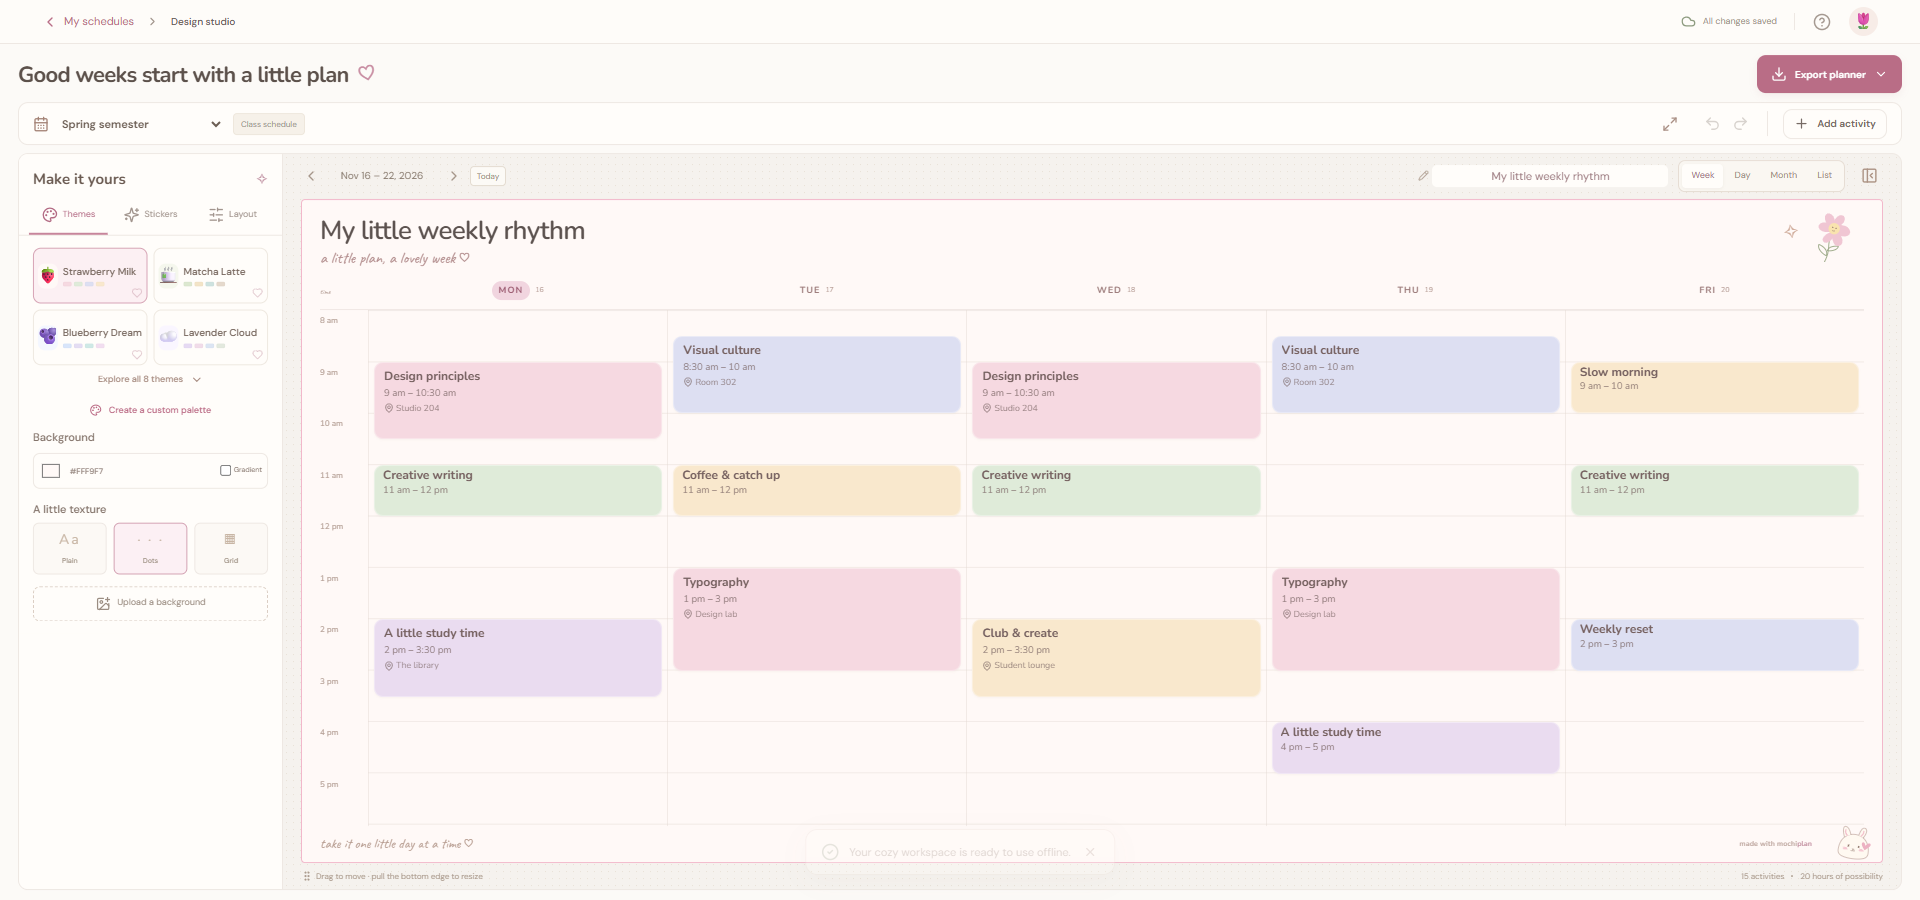 My schedules
Design studio
All changes saved
Good weeks start with a little plan
Export planner
Spring semester
Class schedule
Add activity
Make it yours
Themes
Stickers
Layout
Strawberry Milk
Matcha Latte
Blueberry Dream
Lavender Cloud
Explore all 8 themes
Create a custom palette
Background
#FFF9F7
Gradient
A little texture
Aa
Plain
Dots
Grid
Upload a background
Nov 16 – 22, 2026
Today
My little weekly rhythm
Week
Day
Month
List
My little weekly rhythm
a little plan, a lovely week
MON 16
TUE 17
WED 18
THU 19
FRI 20
8 am
9 am
10 am
11 am
12 pm
1 pm
2 pm
3 pm
4 pm
5 pm
Design principles
9 am – 10:30 am
Studio 204
Creative writing
11 am – 12 pm
A little study time
2 pm – 3:30 pm
The library
Visual culture
8:30 am – 10 am
Room 302
Coffee & catch up
11 am – 12 pm
Typography
1 pm – 3 pm
Design lab
Design principles
9 am – 10:30 am
Studio 204
Creative writing
11 am – 12 pm
Club & create
2 pm – 3:30 pm
Student lounge
Visual culture
8:30 am – 10 am
Room 302
Typography
1 pm – 3 pm
Design lab
A little study time
4 pm – 5 pm
Slow morning
9 am – 10 am
Creative writing
11 am – 12 pm
Weekly reset
2 pm – 3 pm
take it one little day at a time
Your cozy workspace is ready to use offline.
made with mochiplan
Drag to move · pull the bottom edge to resize
15 activities • 20 hours of possibility